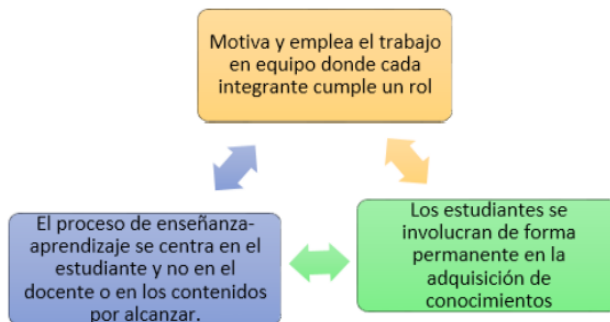 Motiva y emplea el trabajo
en equipo donde cada
integrante cumple un rol
El proceso de enseñanza-
aprendizaje se centra en el
estudiante y no en el
docente o en los contenidos
por alcanzar.
Los estudiantes se
involucran de forma
permanente en la
adquisición de
conocimientos